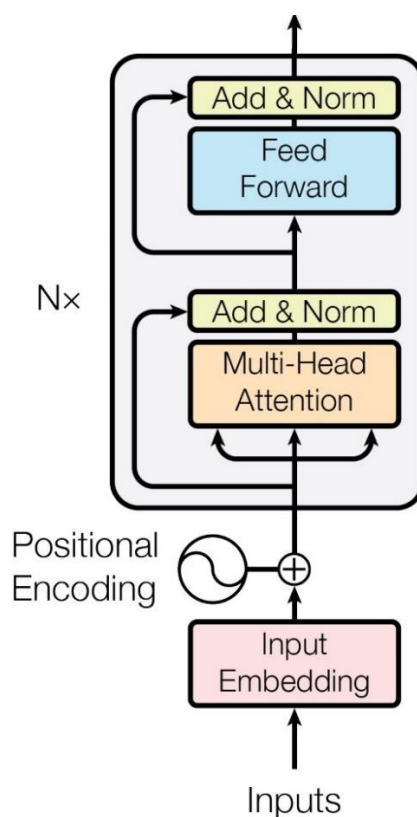 Add & Norm
Feed
Forward
N×
Add & Norm
Multi-Head
Attention
Positional
Encoding
Input
Embedding
Inputs